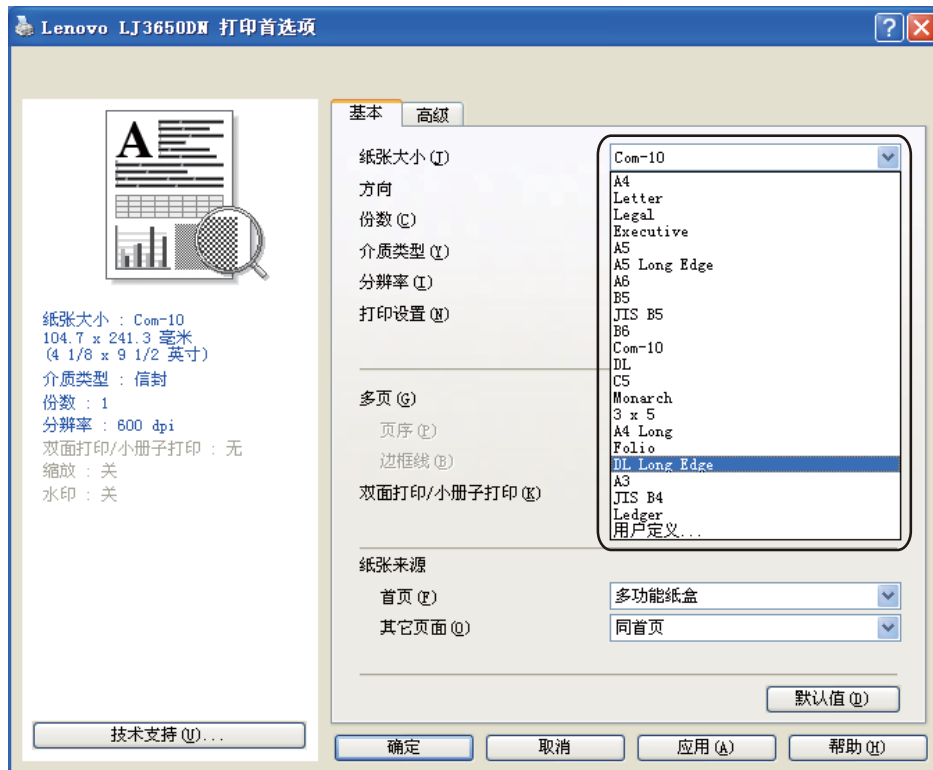 Lenovo LJ3650DN 打印首选项
基本 高级
A
纸张大小(T) Com-10
方向
份数(C)
介质类型(Y)
分辨率(I)
打印设置(N)
A4
Letter
Legal
Executive
A5
A5 Long Edge
A6
B5
JIS B5
B6
Com-10
DL
C5
Monarch
3 x 5
A4 Long
Folio
DL Long Edge
A3
JIS B4
Ledger
用户定义...
纸张大小 : Com-10
104.7 x 241.3 毫米
(4 1/8 x 9 1/2 英寸)
介质类型 : 信封
份数 : 1
分辨率 : 600 dpi
双面打印/小册子打印 : 无
缩放 : 关
水印 : 关
多页(G)
页序(P)
边框线(B)
双面打印/小册子打印(K)
纸张来源
首页(F) 多功能纸盒
其它页面(O) 同首页
默认值(D)
技术支持(U)...
确定 取消 应用(A) 帮助(H)